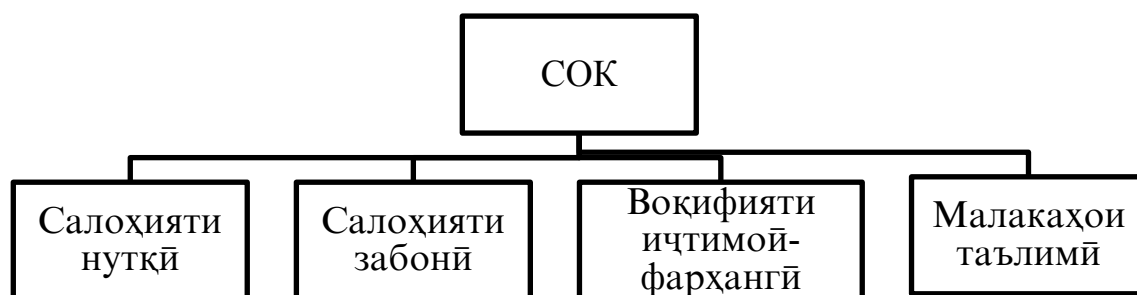 СОК
Салоҳияти
нутқӣ
Салоҳияти
забонӣ
Воқифияти
иҷтимоӣ-
фарҳангӣ
Малакаҳои
таълимӣ